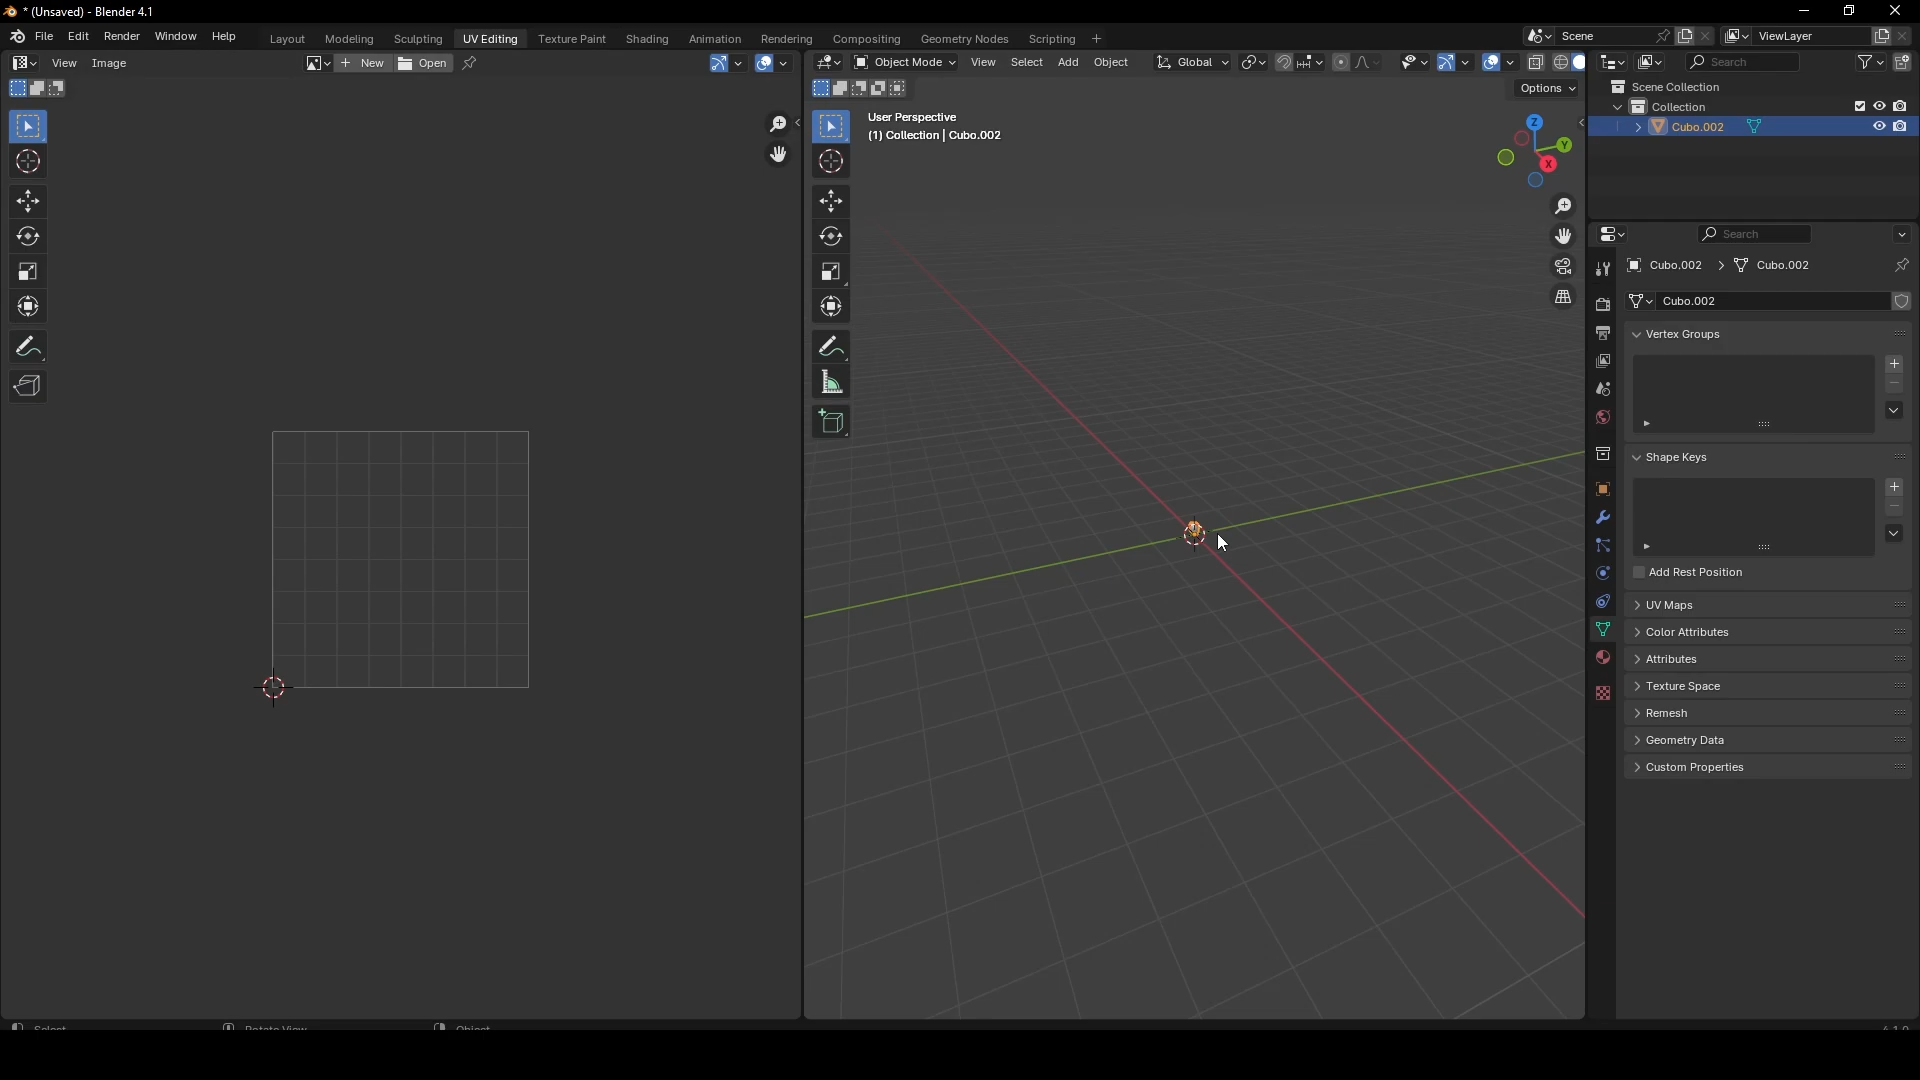 * (Unsaved) - Blender 4.1
File Edit Render Window Help Layout Modeling Sculpting UV Editing Texture Paint Shading Animation Rendering Compositing Geometry Nodes Scripting + Scene ViewLayer
View Image New Open Object Mode View Select Add Object Global Search
Options
User Perspective
(1) Collection | Cubo.002
Z
Y
X
Scene Collection
Collection
Cubo.002
Search
Cubo.002 > Cubo.002
Cubo.002
Vertex Groups
Shape Keys
Add Rest Position
UV Maps
Color Attributes
Attributes
Texture Space
Remesh
Geometry Data
Custom Properties
Select Rotate View Object 4.1.0